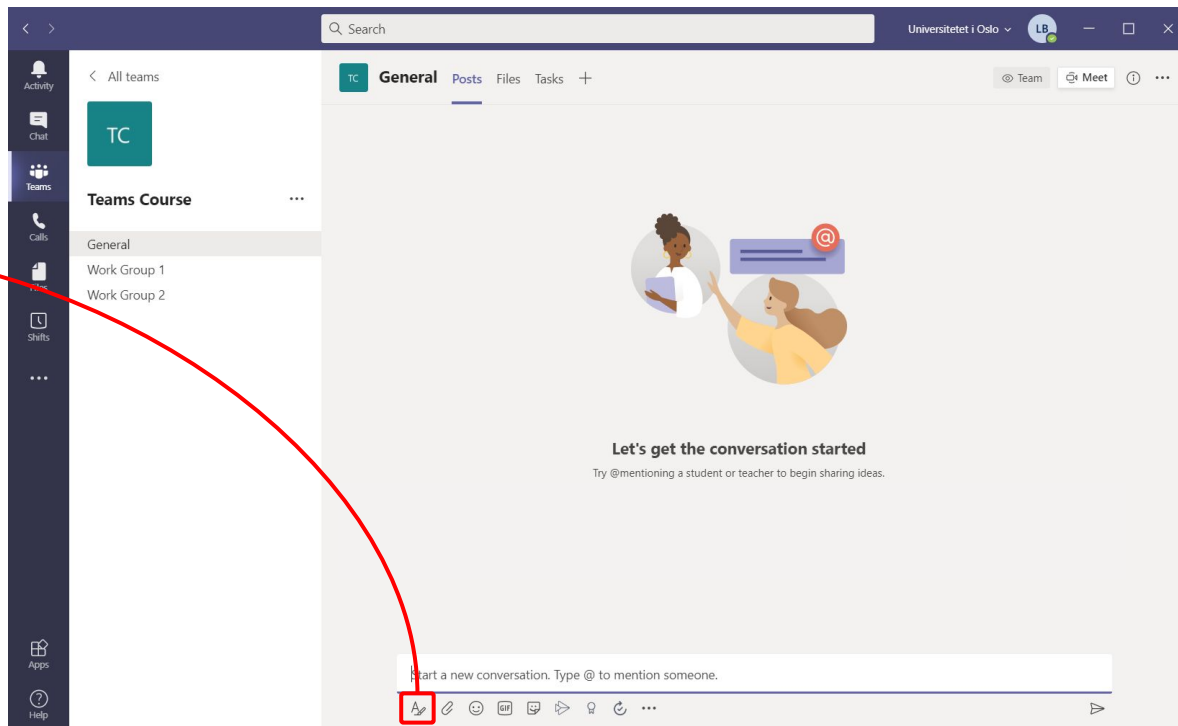 Search
Universitetet i Oslo
LB
Activity
Chat
Teams
Calls
Files
Shifts
Apps
Help
All teams
TC
Teams Course
General
Work Group 1
Work Group 2
TC General Posts Files Tasks
Team Meet
@
Let's get the conversation started
Try @mentioning a student or teacher to begin sharing ideas.
Start a new conversation. Type @ to mention someone.
GIF